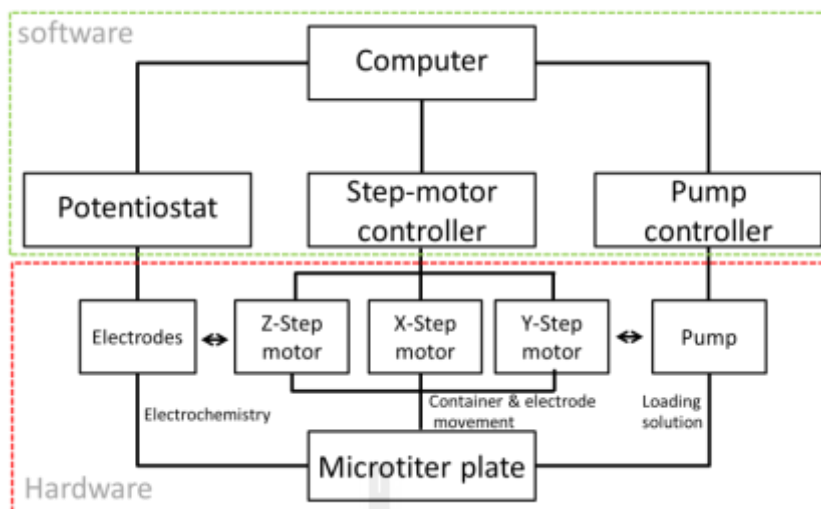 software
Computer
Potentiostat
Step-motor
controller
Pump
controller
Electrodes
Z-Step
motor
X-Step
motor
Y-Step
motor
Pump
Electrochemistry
Container & electrode
movement
Loading
solution
Microtiter plate
Hardware